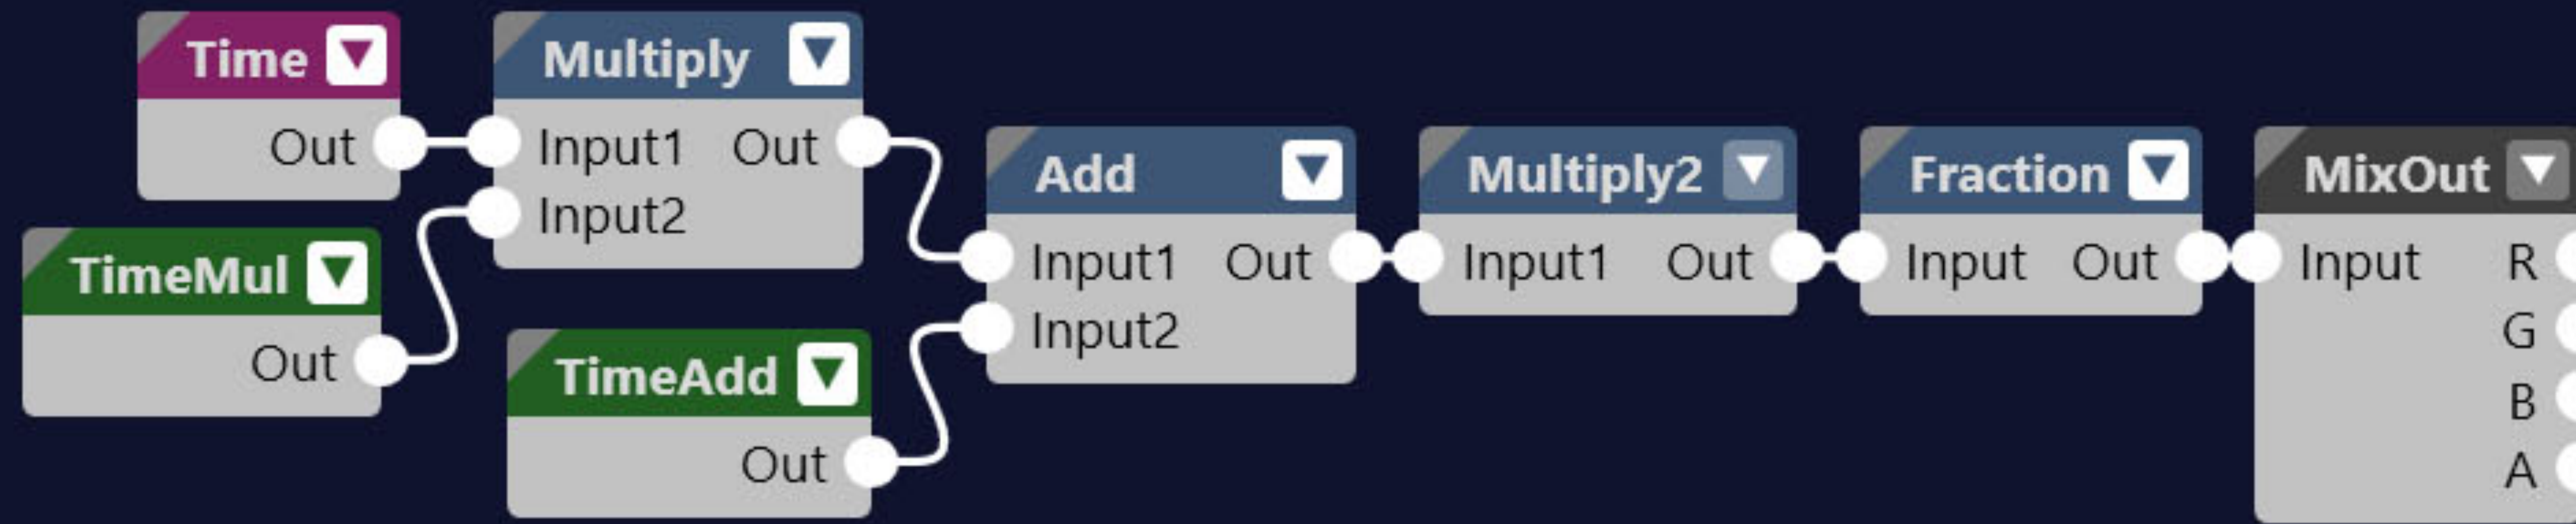 Time
Out
TimeMul
Out
Multiply
Input1 Out
Input2
TimeAdd
Out
Add
Input1 Out
Input2
Multiply2
Input1 Out
Fraction
Input Out
MixOut
Input R
G
B
A